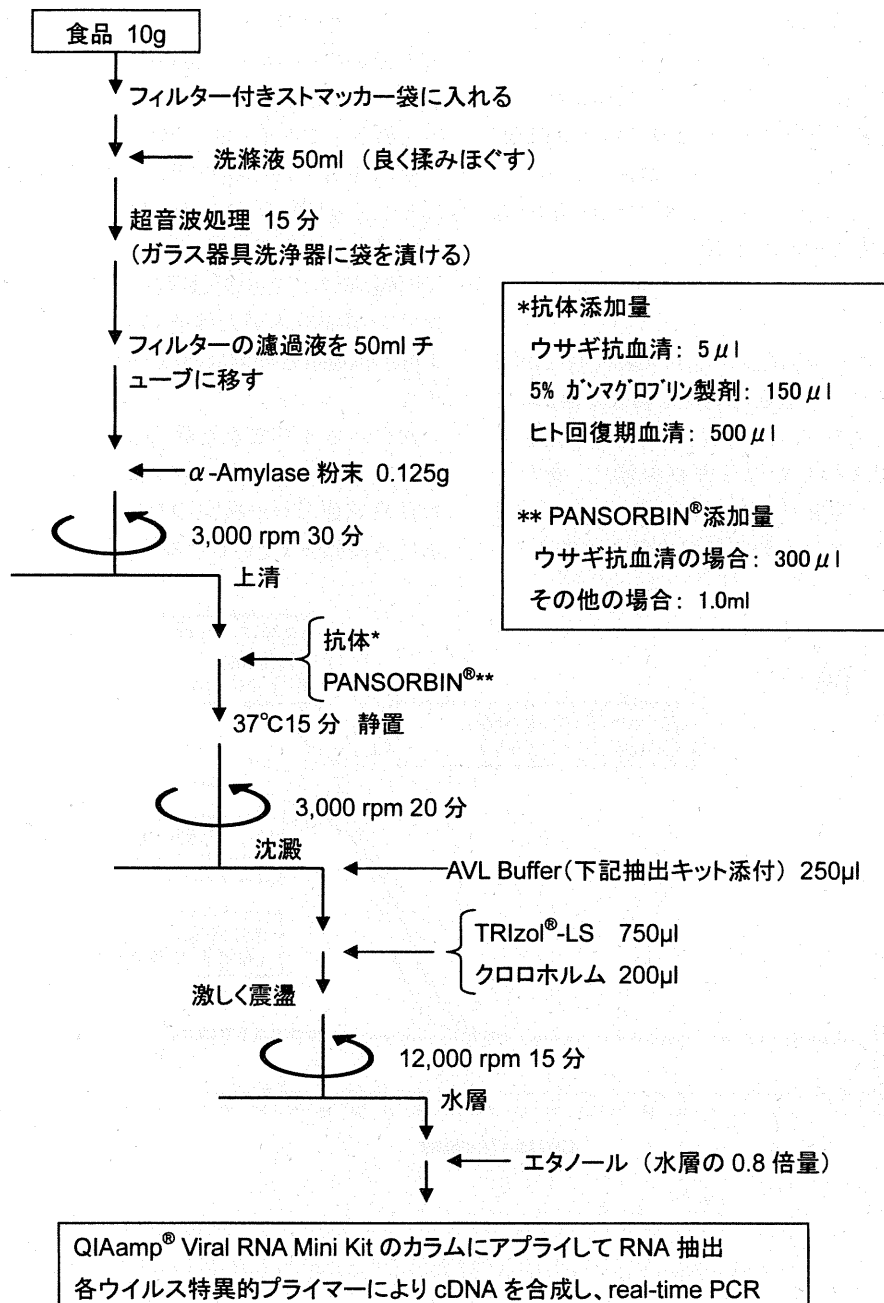 食品 10g
フィルター付きストマッカー袋に入れる
洗滌液 50ml (良く揉みほぐす)
超音波処理 15 分
(ガラス器具洗浄器に袋を漬ける)
フィルターの濾過液を 50ml チ
ューブに移す
α-Amylase 粉末 0.125g
3,000 rpm 30 分
上清
*抗体添加量
ウサギ抗血清: 5μl
5% ガンマグロブリン製剤: 150μl
ヒト回復期血清: 500μl
** PANSORBIN®添加量
ウサギ抗血清の場合: 300μl
その他の場合: 1.0ml
抗体*
PANSORBIN®**
37℃15 分 静置
3,000 rpm 20 分
沈澱
AVL Buffer(下記抽出キット添付) 250μl
TRIzol®-LS 750μl
クロロホルム 200μl
激しく震盪
12,000 rpm 15 分
水層
エタノール (水層の 0.8 倍量)
QIAamp® Viral RNA Mini Kit のカラムにアプライして RNA 抽出
各ウイルス特異的プライマーにより cDNA を合成し、real-time PCR